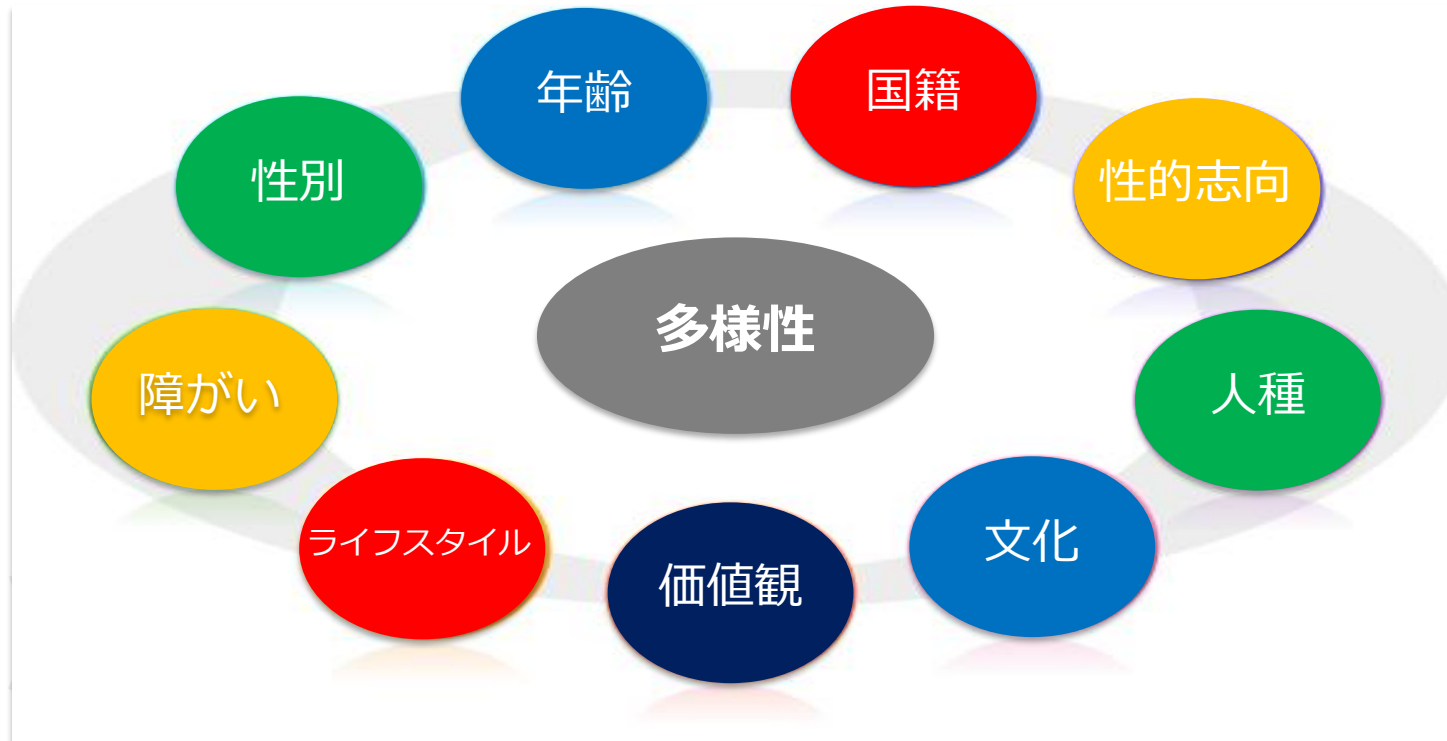 年齢
国籍
性別
性的志向
多様性
障がい
人種
ライフスタイル
文化
価値観